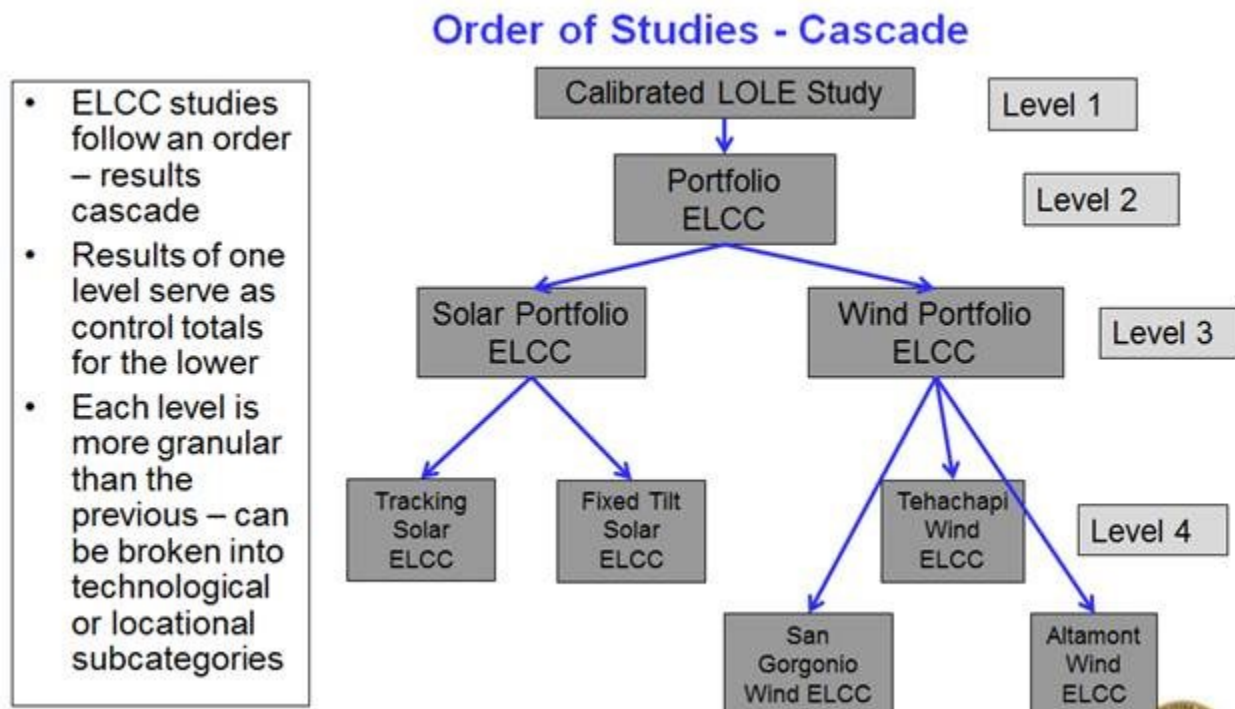 Order of Studies - Cascade
• ELCC studies
follow an order
– results
cascade
• Results of one
level serve as
control totals
for the lower
• Each level is
more granular
than the
previous – can
be broken into
technological
or locational
subcategories
Calibrated LOLE Study
Level 1
Portfolio
ELCC
Level 2
Solar Portfolio
ELCC
Wind Portfolio
ELCC
Level 3
Tracking
Solar
ELCC
Fixed Tilt
Solar
ELCC
Tehachapi
Wind
ELCC
Level 4
San
Gorgonio
Wind ELCC
Altamont
Wind
ELCC